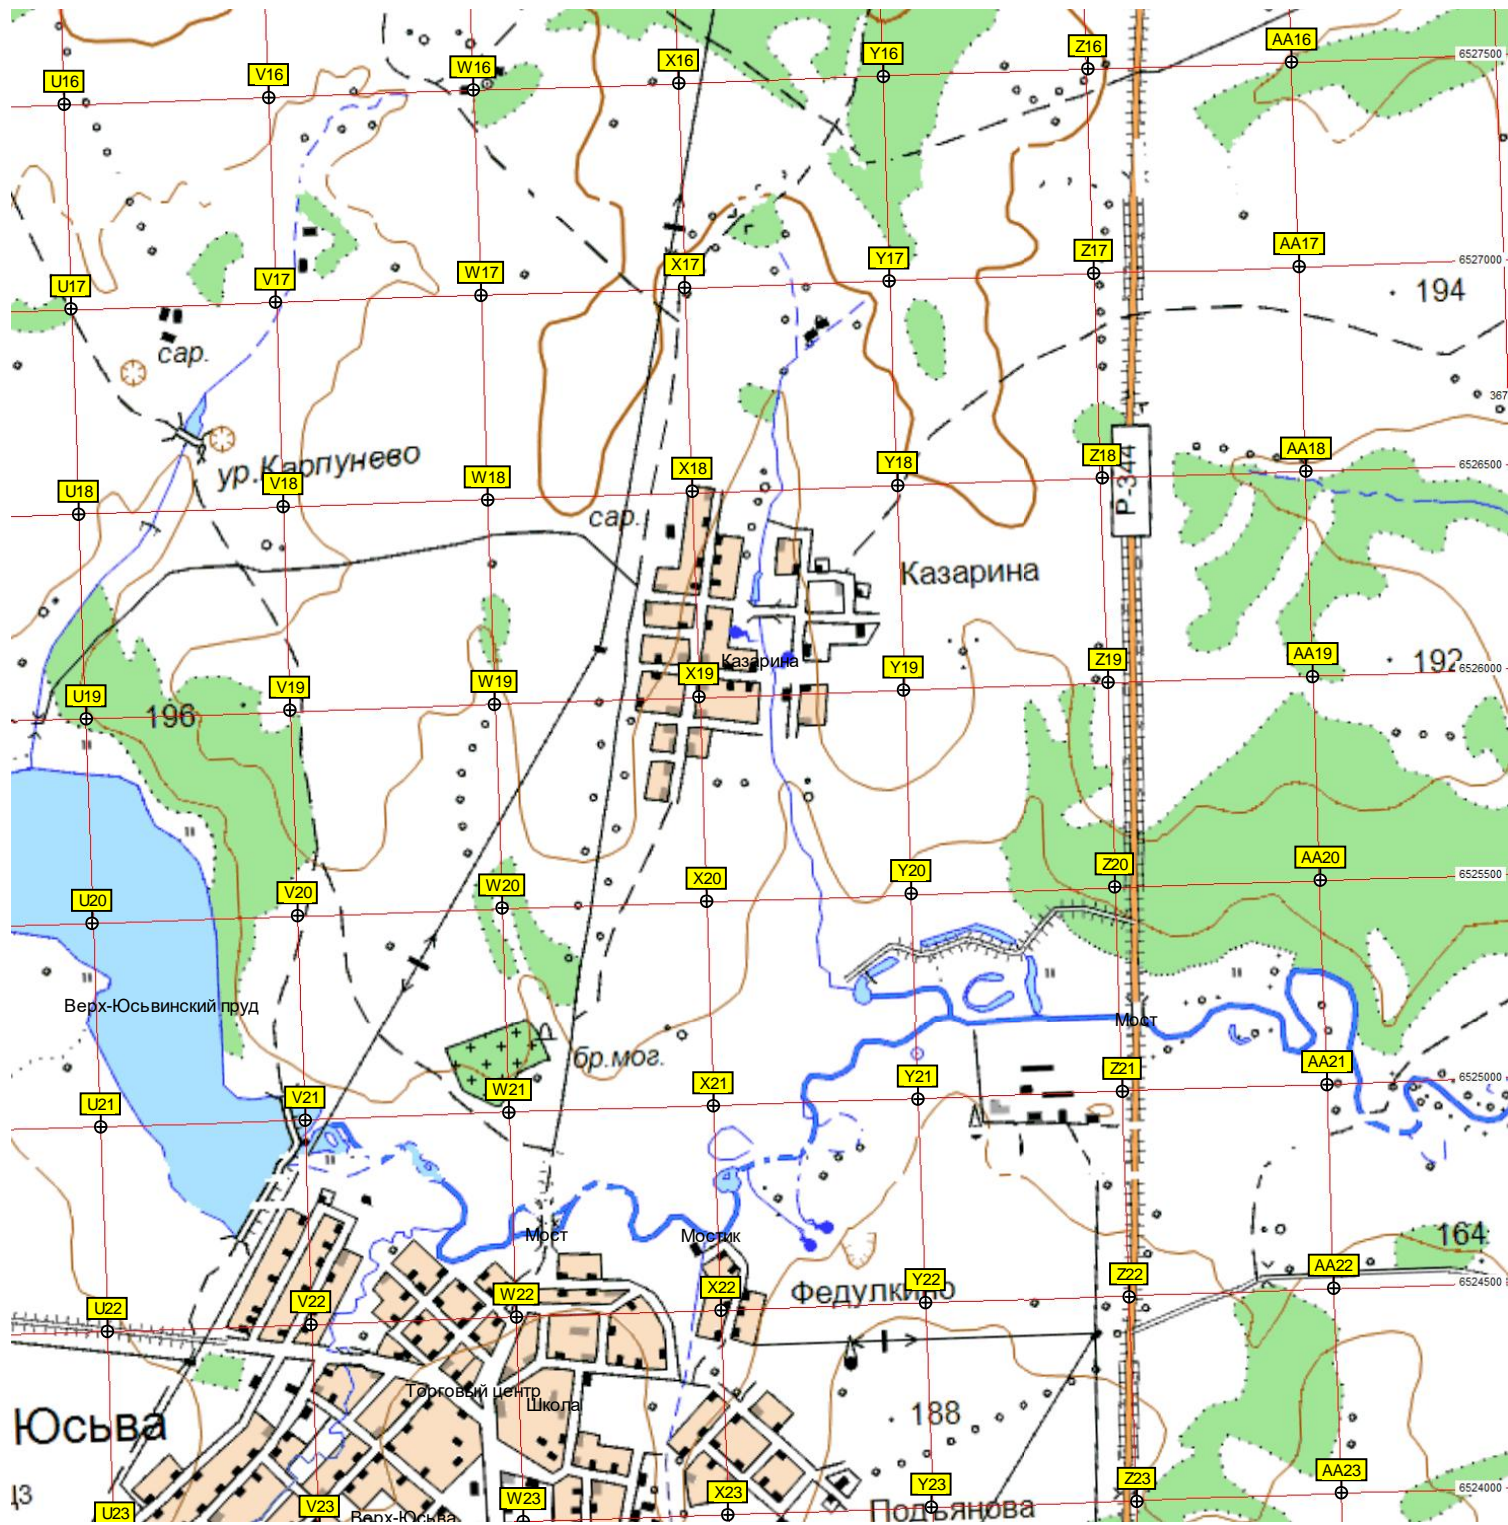 U16 V16 W16 X16 Y16 Z16 AA16 6527500
U17 V17 W17 X17 Y17 Z17 AA17 6527000
194
сар.
367
ур.Карпунево
U18 V18 W18 X18 Y18 Z18 AA18 6526500
Р-344
сар.
Казарина
Казарина
192
U19 V19 W19 X19 Y19 Z19 AA19 6526000
196
U20 V20 W20 X20 Y20 Z20 AA20 6525500
Верх-Юсьвинский пруд
Мост
бр.мог.
U21 V21 W21 X21 Y21 Z21 AA21 6525000
Мост
Мостик
164
Федулкино
U22 V22 W22 X22 Y22 Z22 AA22 6524500
Торговый центр
Школа
188
Юсьва
U23 V23 W23 X23 Y23 Z23 AA23 6524000
Подъянова
Верх-Юсьва